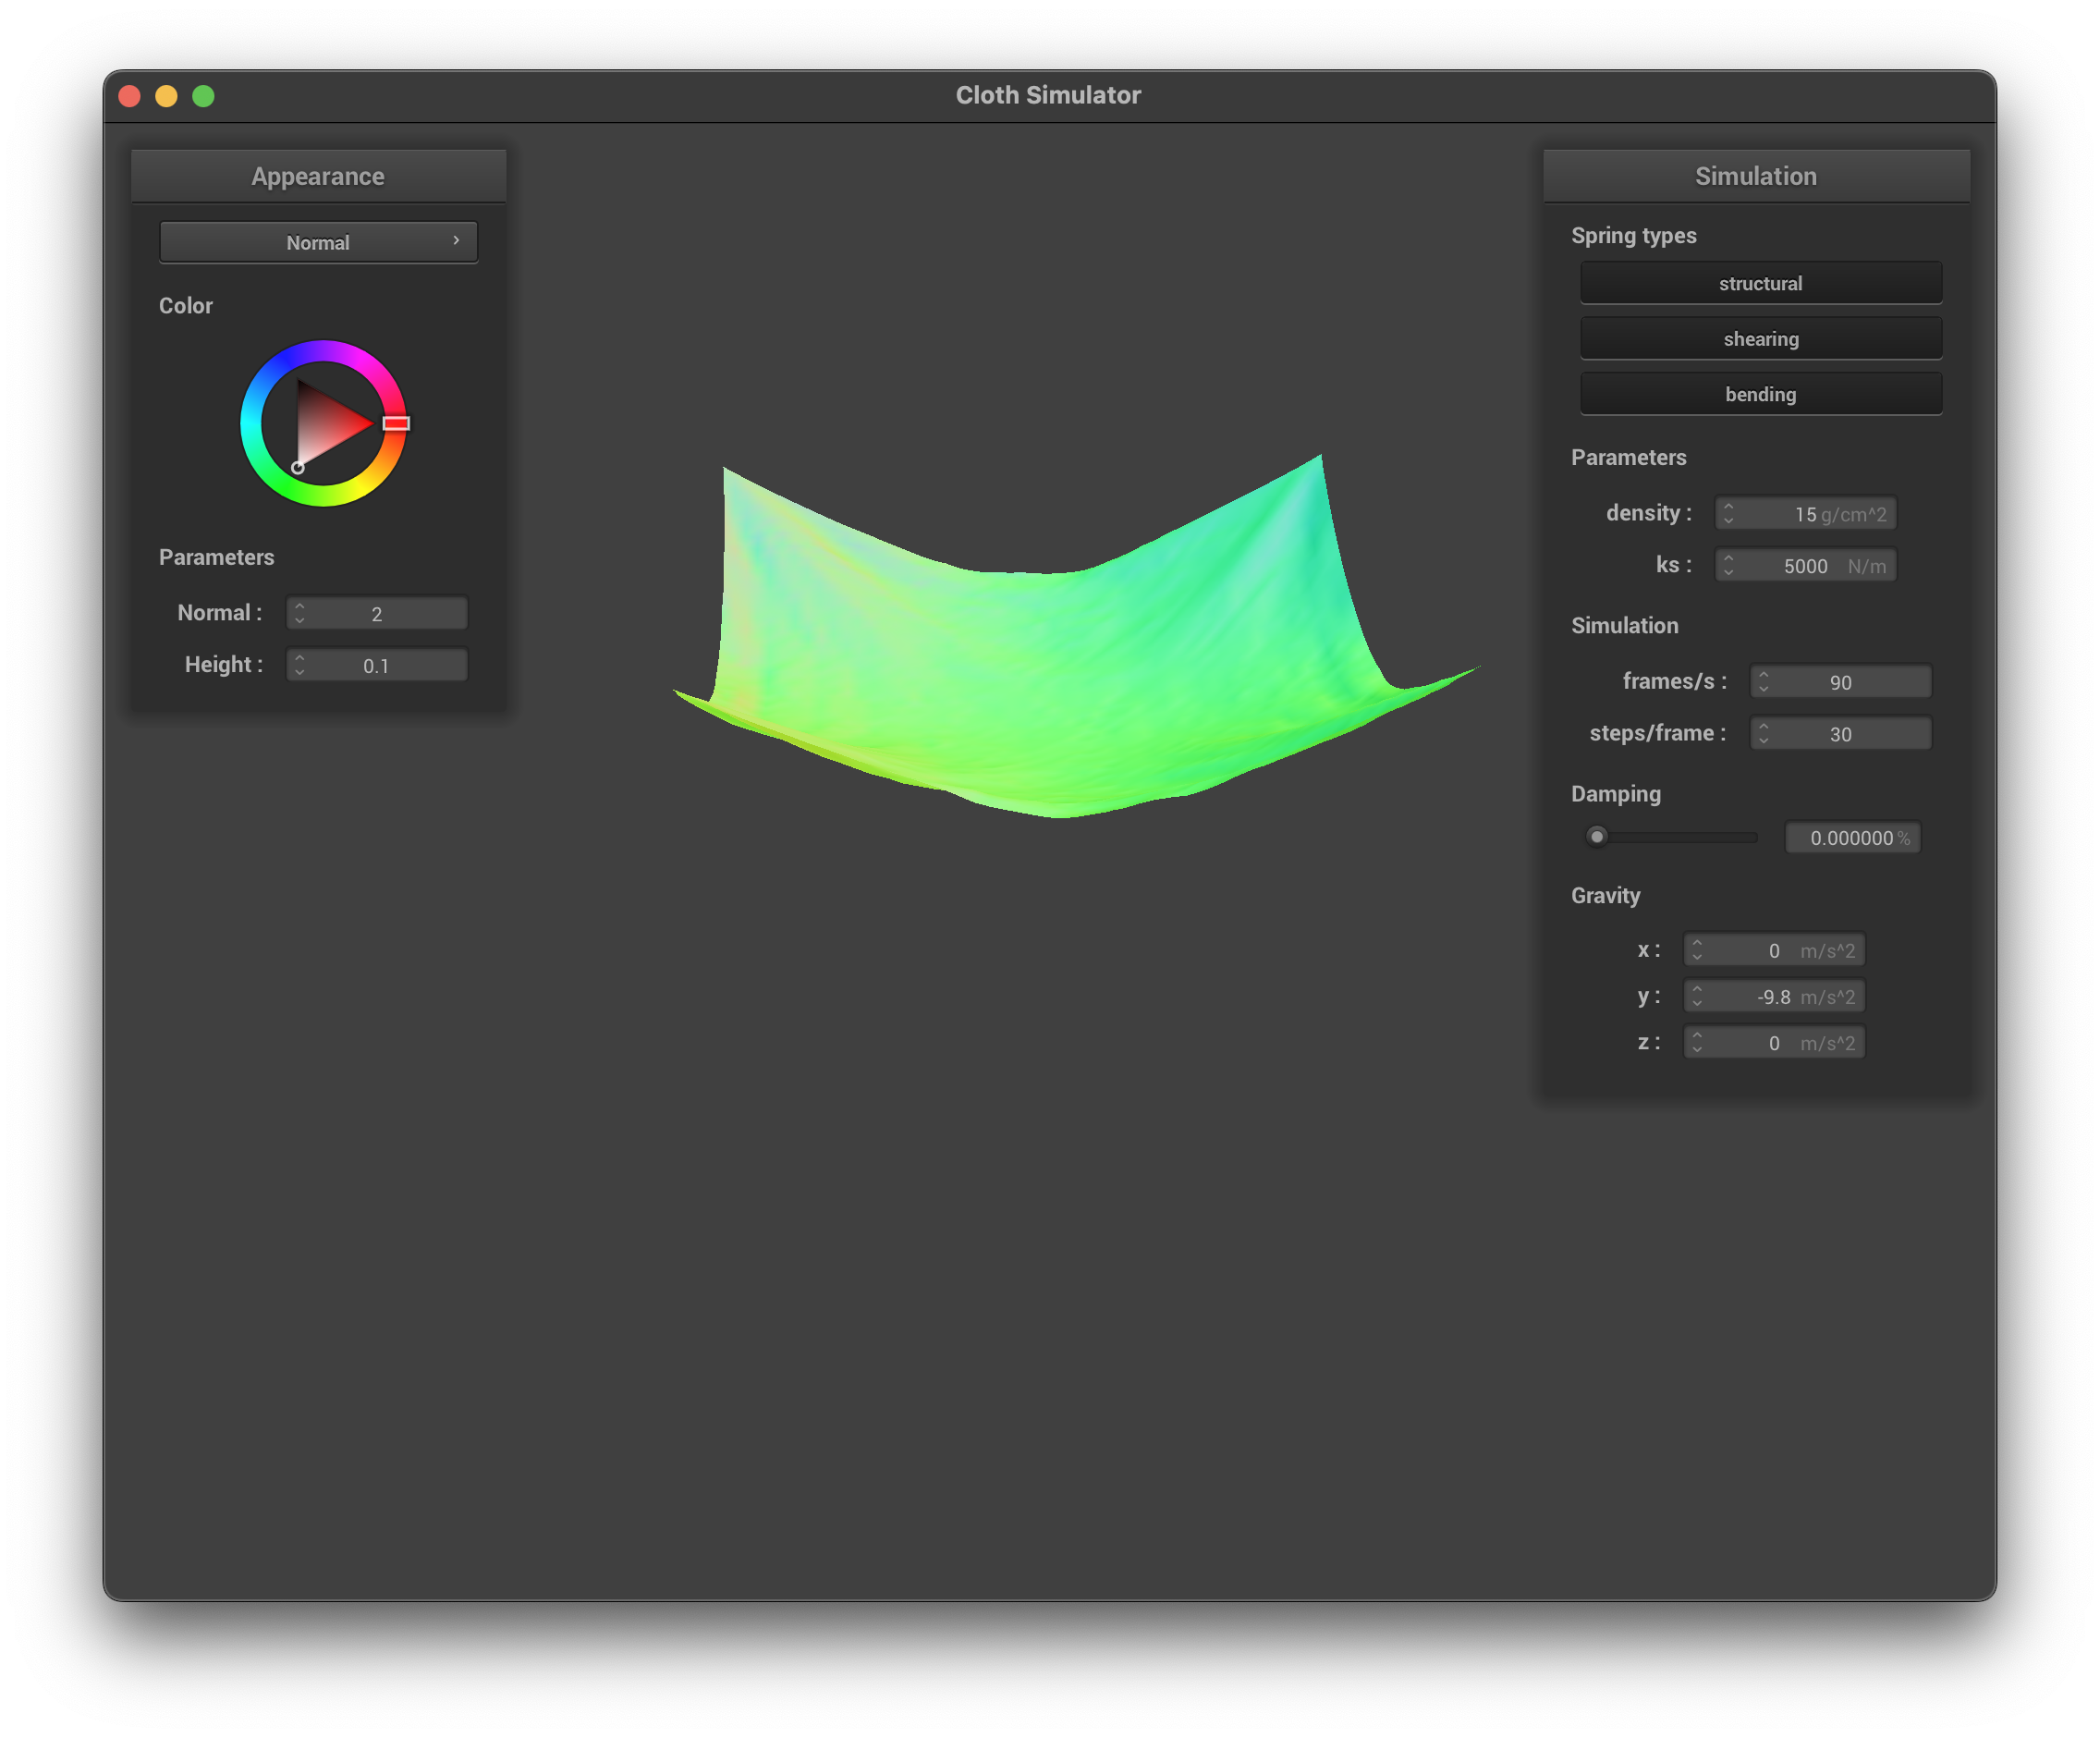 Cloth Simulator
Appearance
Normal
Color
Parameters
Normal : 2
Height : 0.1
Simulation
Spring types
structural
shearing
bending
Parameters
density : 15 g/cm^2
ks : 5000 N/m
Simulation
frames/s : 90
steps/frame : 30
Damping
0.000000 %
Gravity
x : 0 m/s^2
y : -9.8 m/s^2
z : 0 m/s^2